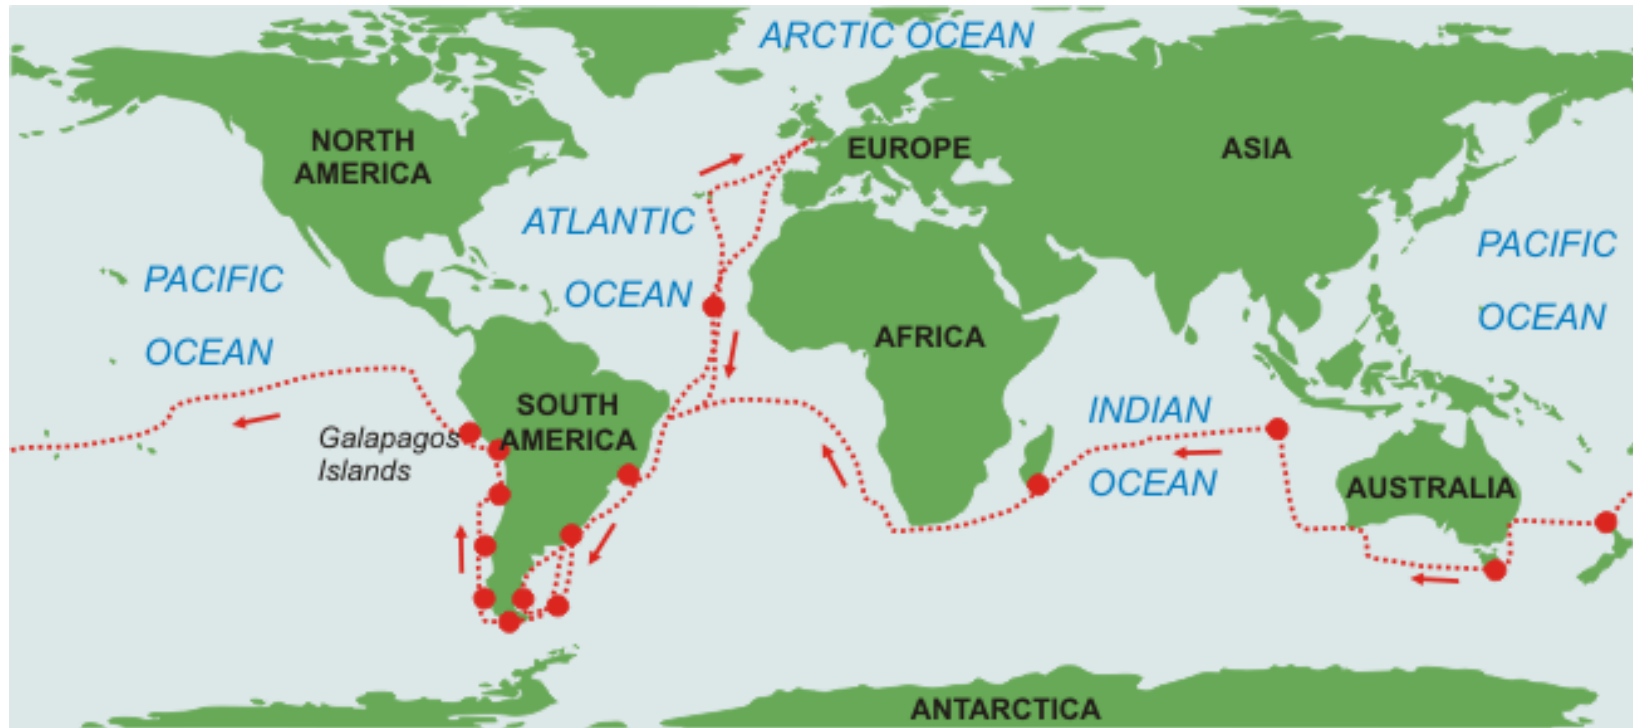 ARCTIC OCEAN
NORTH
AMERICA
EUROPE
ASIA
ATLANTIC
OCEAN
PACIFIC
OCEAN
PACIFIC
OCEAN
AFRICA
SOUTH
AMERICA
Galapagos
Islands
INDIAN
OCEAN
AUSTRALIA
ANTARCTICA